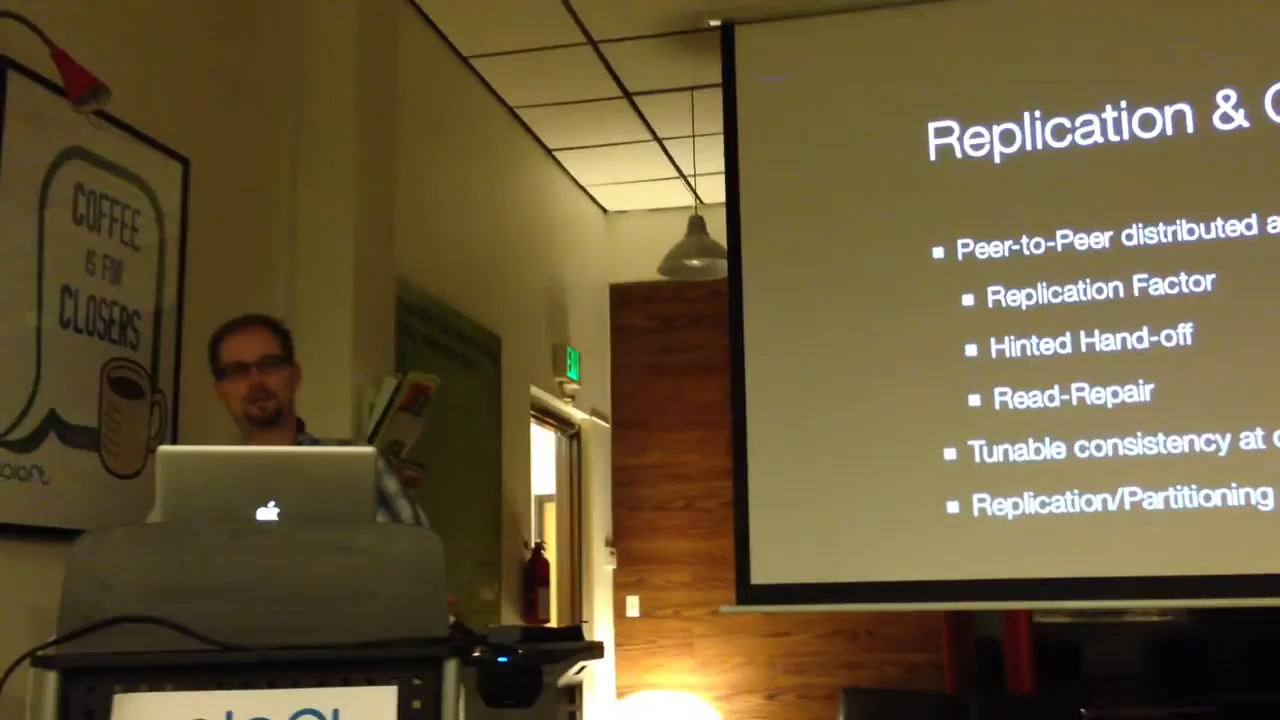 COFFEE
IS FOR
CLOSERS
EXIT
Replication &
Peer-to-Peer distributed
Replication Factor
Hinted Hand-off
Read-Repair
Tunable consistency at
Replication/Partitioning